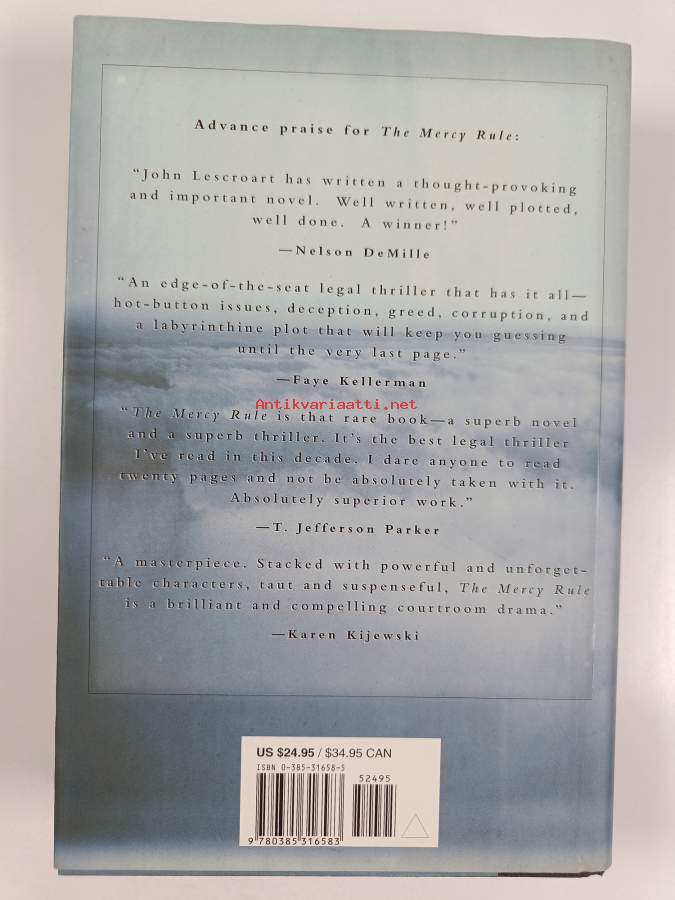 Advance praise for The Mercy Rule:
“John Lescroart has written a thought-provoking
and important novel. Well written, well plotted,
well done. A winner!”
—Nelson DeMille
“An edge-of-the-seat legal thriller that has it all—
hot-button issues, deception, greed, corruption, and
a labyrinthine plot that will keep you guessing
until the very last page.”
—Faye Kellerman
Antikvariaatti.net
“The Mercy Rule is that rare book—a superb novel
and a superb thriller. It’s the best legal thriller
I’ve read in this decade. I dare anyone to read
twenty pages and not be absolutely taken with it.
Absolutely superior work.”
—T. Jefferson Parker
“A masterpiece. Stacked with powerful and unforget-
table characters, taut and suspenseful, The Mercy Rule
is a brilliant and compelling courtroom drama.”
—Karen Kijewski
US $24.95 / $34.95 CAN
ISBN 0-385-31658-5
52495
9 780385 316583